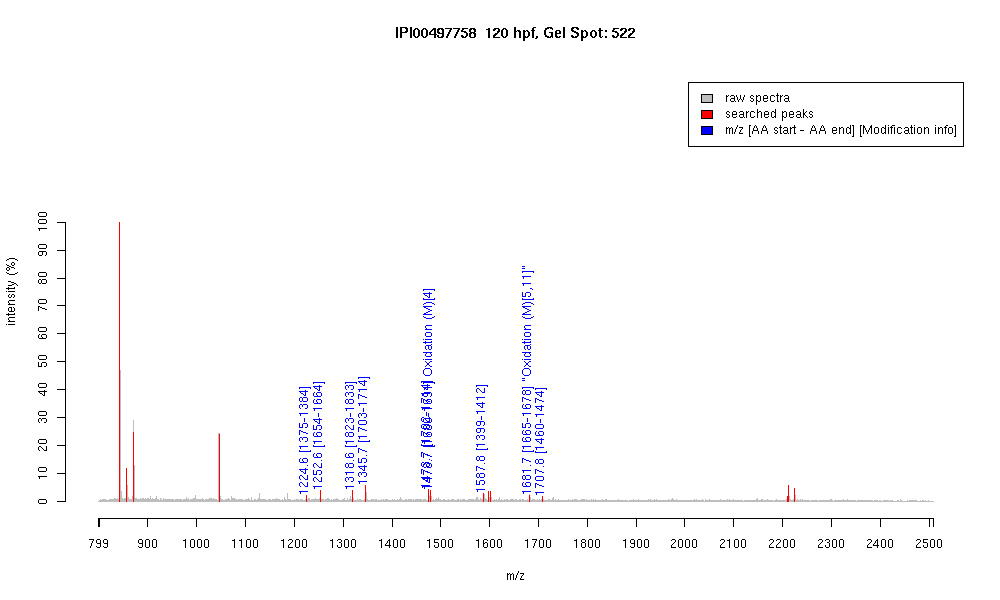 IPI00497758 120 hpf, Gel Spot: 522
raw spectra
searched peaks
m/z [AA start - AA end] [Modification info]
intensity (%)
100
90
80
70
60
50
40
30
20
10
0
1224.6 [1375-1384]
1252.6 [1654-1664]
1318.6 [1823-1833]
1345.7 [1703-1714]
Oxidation (M)[4]
1587.8 [1399-1412]
1681.7 [1665-1678] "Oxidation (M)[5,11]"
1707.8 [1460-1474]
799 900 1000 1100 1200 1300 1400 1500 1600 1700 1800 1900 2000 2100 2200 2300 2400 2500
m/z